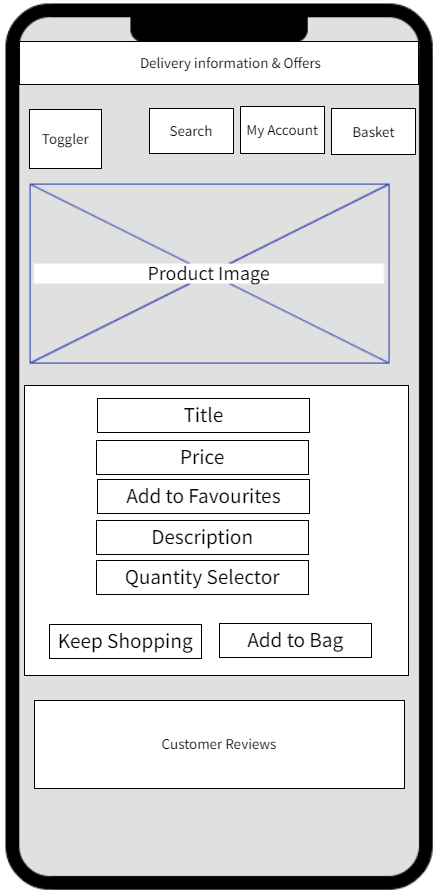 Delivery information & Offers
Toggler
Search
My Account
Basket
Product Image
Title
Price
Add to Favourites
Description
Quantity Selector
Keep Shopping
Add to Bag
Customer Reviews